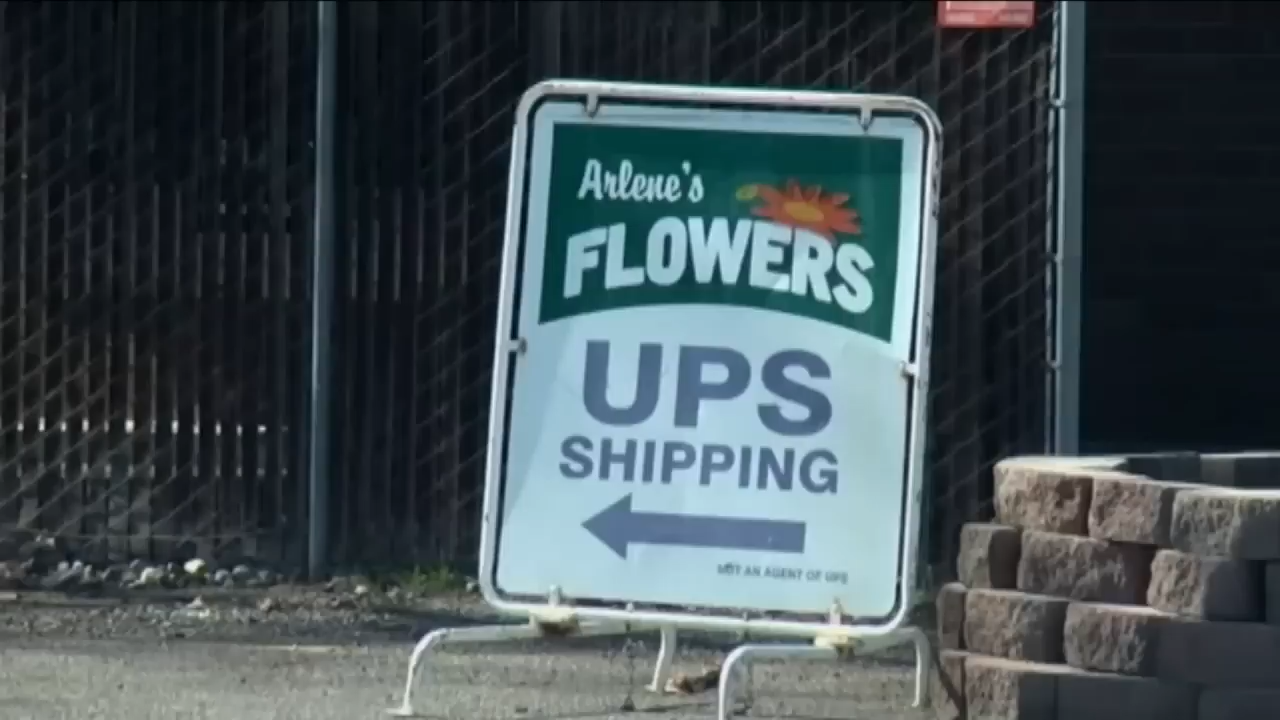 Arlene's
FLOWERS
UPS
SHIPPING
NOT AN AGENT OF UPS